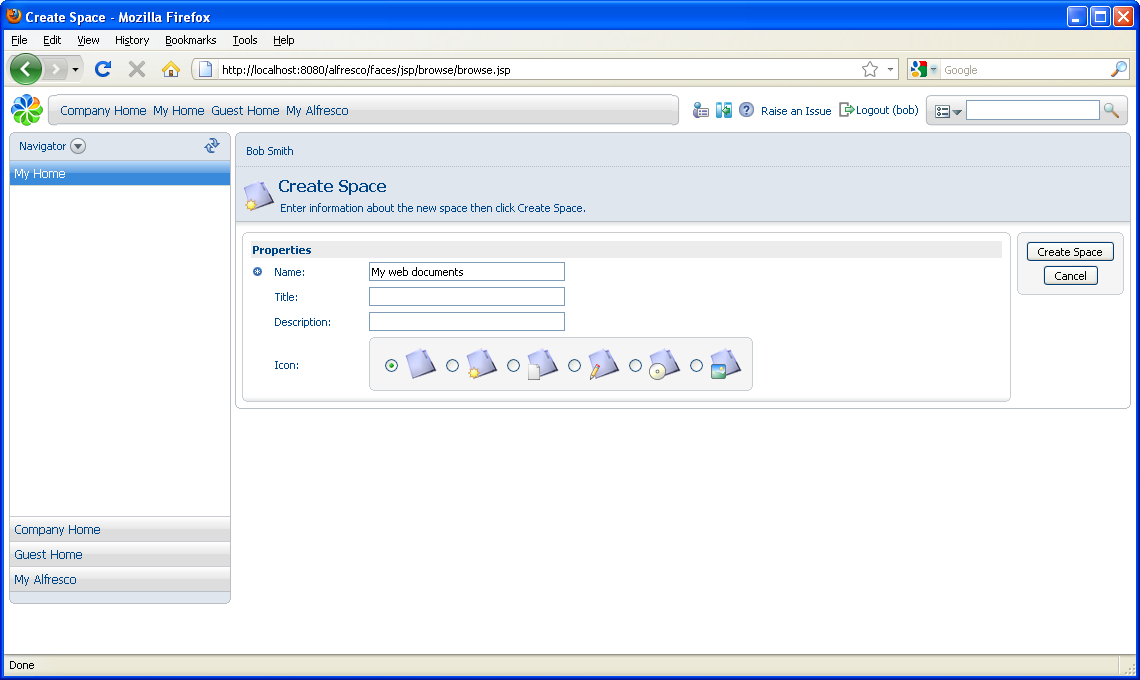 Create Space - Mozilla Firefox
File Edit View History Bookmarks Tools Help
http://localhost:8080/alfresco/faces/jsp/browse/browse.jsp Google
Company Home My Home Guest Home My Alfresco Raise an Issue Logout (bob)
Navigator
My Home
Company Home
Guest Home
My Alfresco
Bob Smith
Create Space
Enter information about the new space then click Create Space.
Properties
Name: My web documents
Title:
Description:
Icon:
Create Space
Cancel
Done